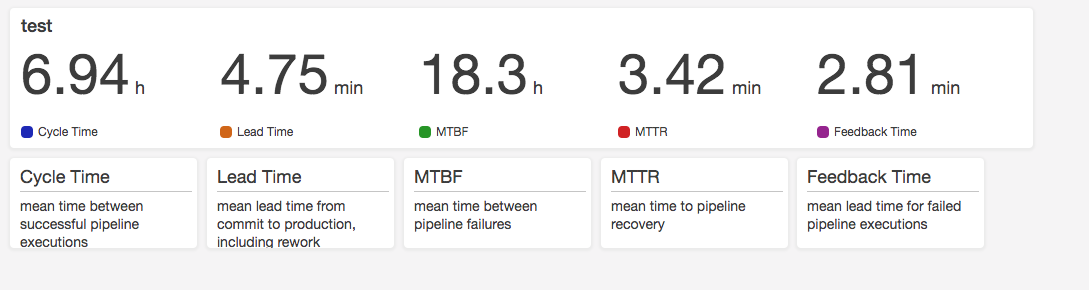 test
6.94 h 4.75 min 18.3 h 3.42 min 2.81 min
Cycle Time Lead Time MTBF MTTR Feedback Time
Cycle Time
mean time between
successful pipeline
executions
Lead Time
mean lead time from
commit to production,
including rework
MTBF
mean time between
pipeline failures
MTTR
mean time to pipeline
recovery
Feedback Time
mean lead time for failed
pipeline executions